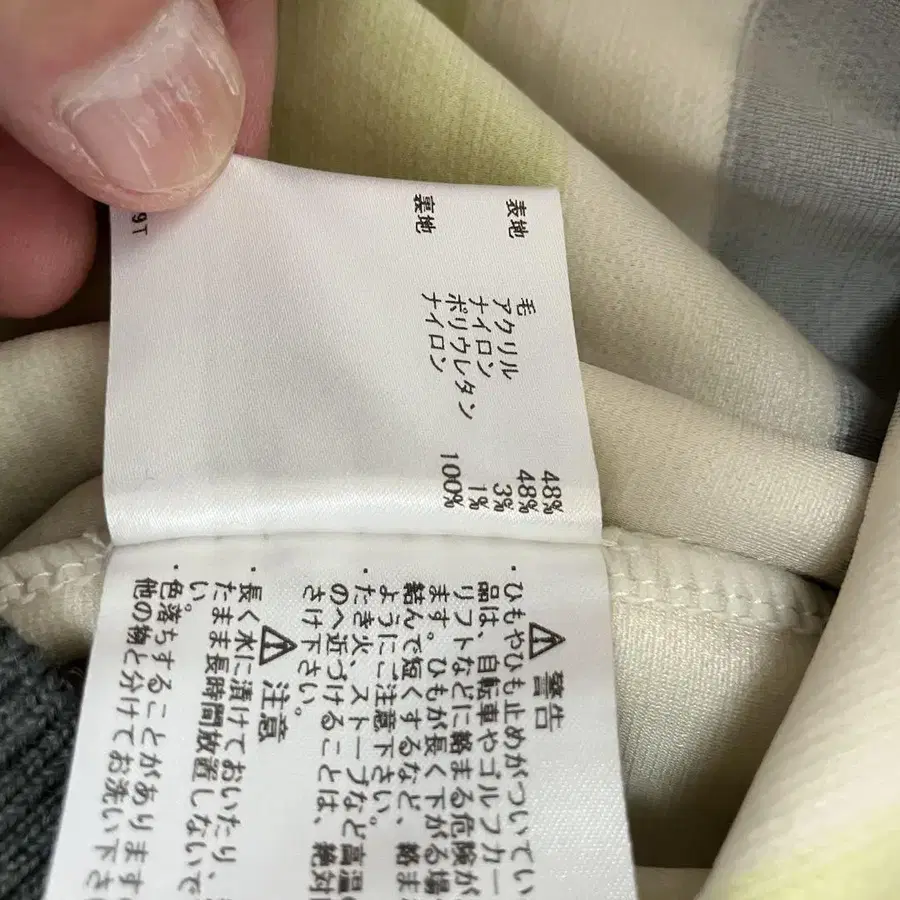 表地 毛 48%
アクリル 48%
ナイロン 3%
ポリウレタン 1%
裏地 ナイロン 100%
9T
⚠ 警告
・ひもやひも止めがついてい
品は、自転車やゴルフカー
リフトなどに絡まる危険が
ます。ひもが長く下がる場
結んで短くするなど、絡ま
ようにご注意下さい。
・たき火、ストーブなど高温
のへ近づけることは、絶対
さけ下さい。
⚠ 注意
・長く水に漬けておいたり、
たまま長時間放置しないで
い。
・色落ちすることがあります
他の物と分けてお洗い下さ